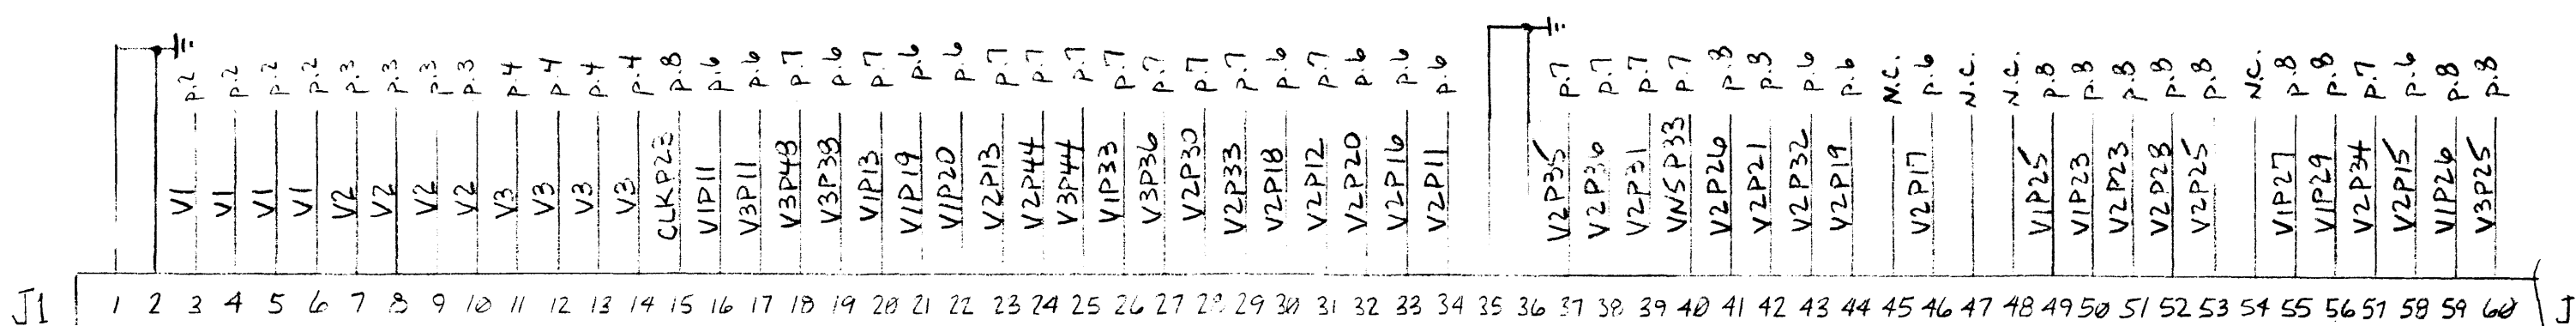 P.2 P.2 P.2 P.2 P.3 P.3 P.3 P.3 P.4 P.4 P.4 P.4 P.8 P.6 P.6 P.7 P.6 P.7 P.6 P.6 P.7 P.7 P.7 P.7 P.7 P.7 P.7 P.6 P.7 P.6 P.6 P.6 P.7 P.7 P.7 P.7 P.8 P.8 P.6 P.6 N.C. P.6 N.C. N.C. P.8 P.8 P.8 P.8 P.8 N.C. P.8 P.8 P.7 P.6 P.8 P.8
V1 V1 V1 V1 V2 V2 V2 V2 V3 V3 V3 V3 CLKP28 V1P11 V3P11 V3P48 V3P38 V1P13 V1P19 V1P20 V2P13 V2P44 V3P44 V1P33 V3P36 V2P30 V2P33 V2P18 V2P12 V2P20 V2P16 V2P11 V2P35 V2P36 V2P31 VNSP33 V2P26 V2P21 V2P32 V2P19 V2P17 V1P25 V1P23 V2P23 V2P28 V2P25 V1P27 V1P29 V2P34 V2P15 V1P26 V3P25
J1 1 2 3 4 5 6 7 8 9 10 11 12 13 14 15 16 17 18 19 20 21 22 23 24 25 26 27 28 29 30 31 32 33 34 35 36 37 38 39 40 41 42 43 44 45 46 47 48 49 50 51 52 53 54 55 56 57 58 59 60 J